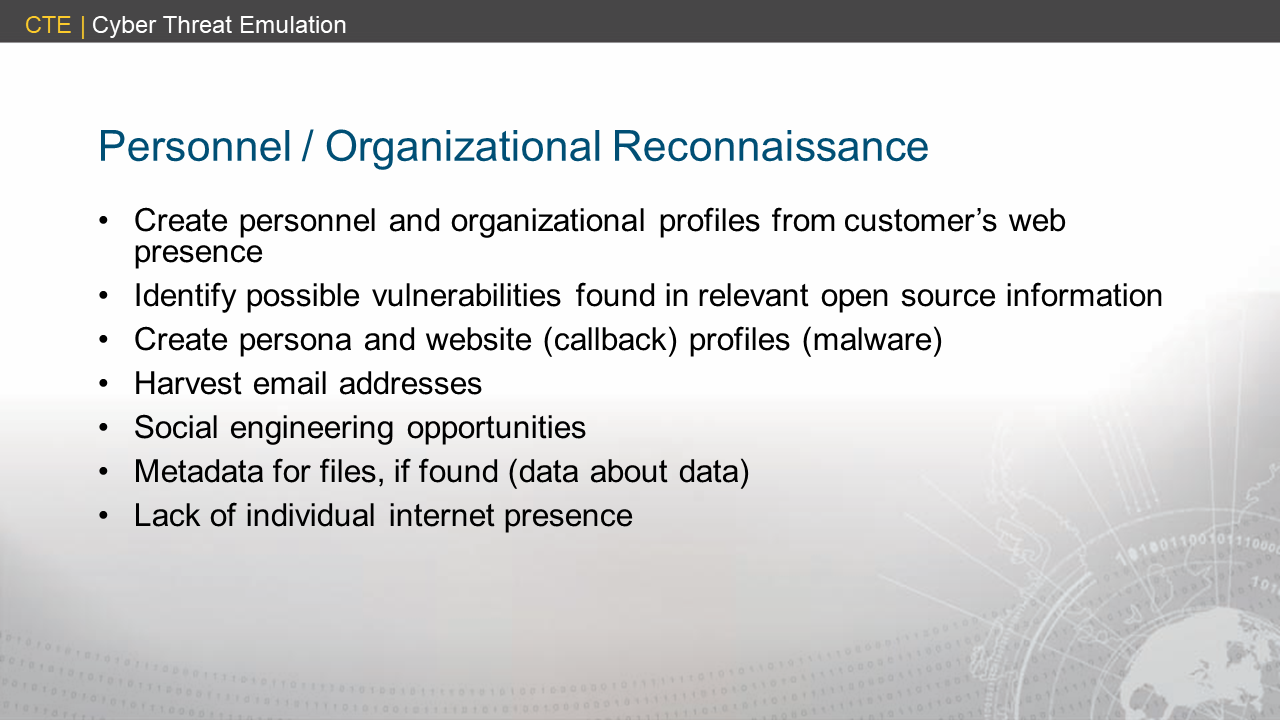 CTE | Cyber Threat Emulation
Personnel / Organizational Reconnaissance
• Create personnel and organizational profiles from customer’s web
presence
• Identify possible vulnerabilities found in relevant open source information
• Create persona and website (callback) profiles (malware)
• Harvest email addresses
• Social engineering opportunities
• Metadata for files, if found (data about data)
• Lack of individual internet presence